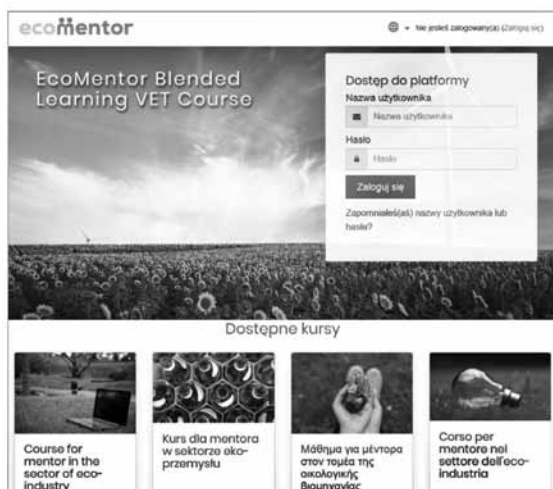 ecomentor
Nie jesteś zalogowany(a) (Zaloguj się)
EcoMentor Blended
Learning VET Course
Dostęp do platformy
Nazwa użytkownika
Nazwa użytkownika
Hasło
Hasło
Zaloguj się
Zapomniałeś(aś) nazwy użytkownika lub
hasła?
Dostępne kursy
Course for
mentor in the
sector of eco-
industry
Kurs dla mentora
w sektorze eko-
przemysłu
Μάθημα για μέντορα
στον τομέα της
οικολογικής
βιομηχανίας
Corso per
mentore nel
settore dell'eco-
industria